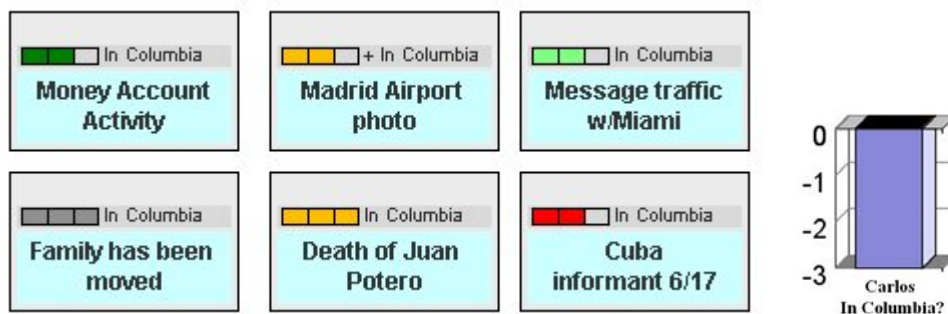 In Columbia
Money Account
Activity
+ In Columbia
Madrid Airport
photo
In Columbia
Message traffic
w/Miami
In Columbia
Family has been
moved
In Columbia
Death of Juan
Potero
In Columbia
Cuba
informant 6/17
0
-1
-2
-3
Carlos
In Columbia?